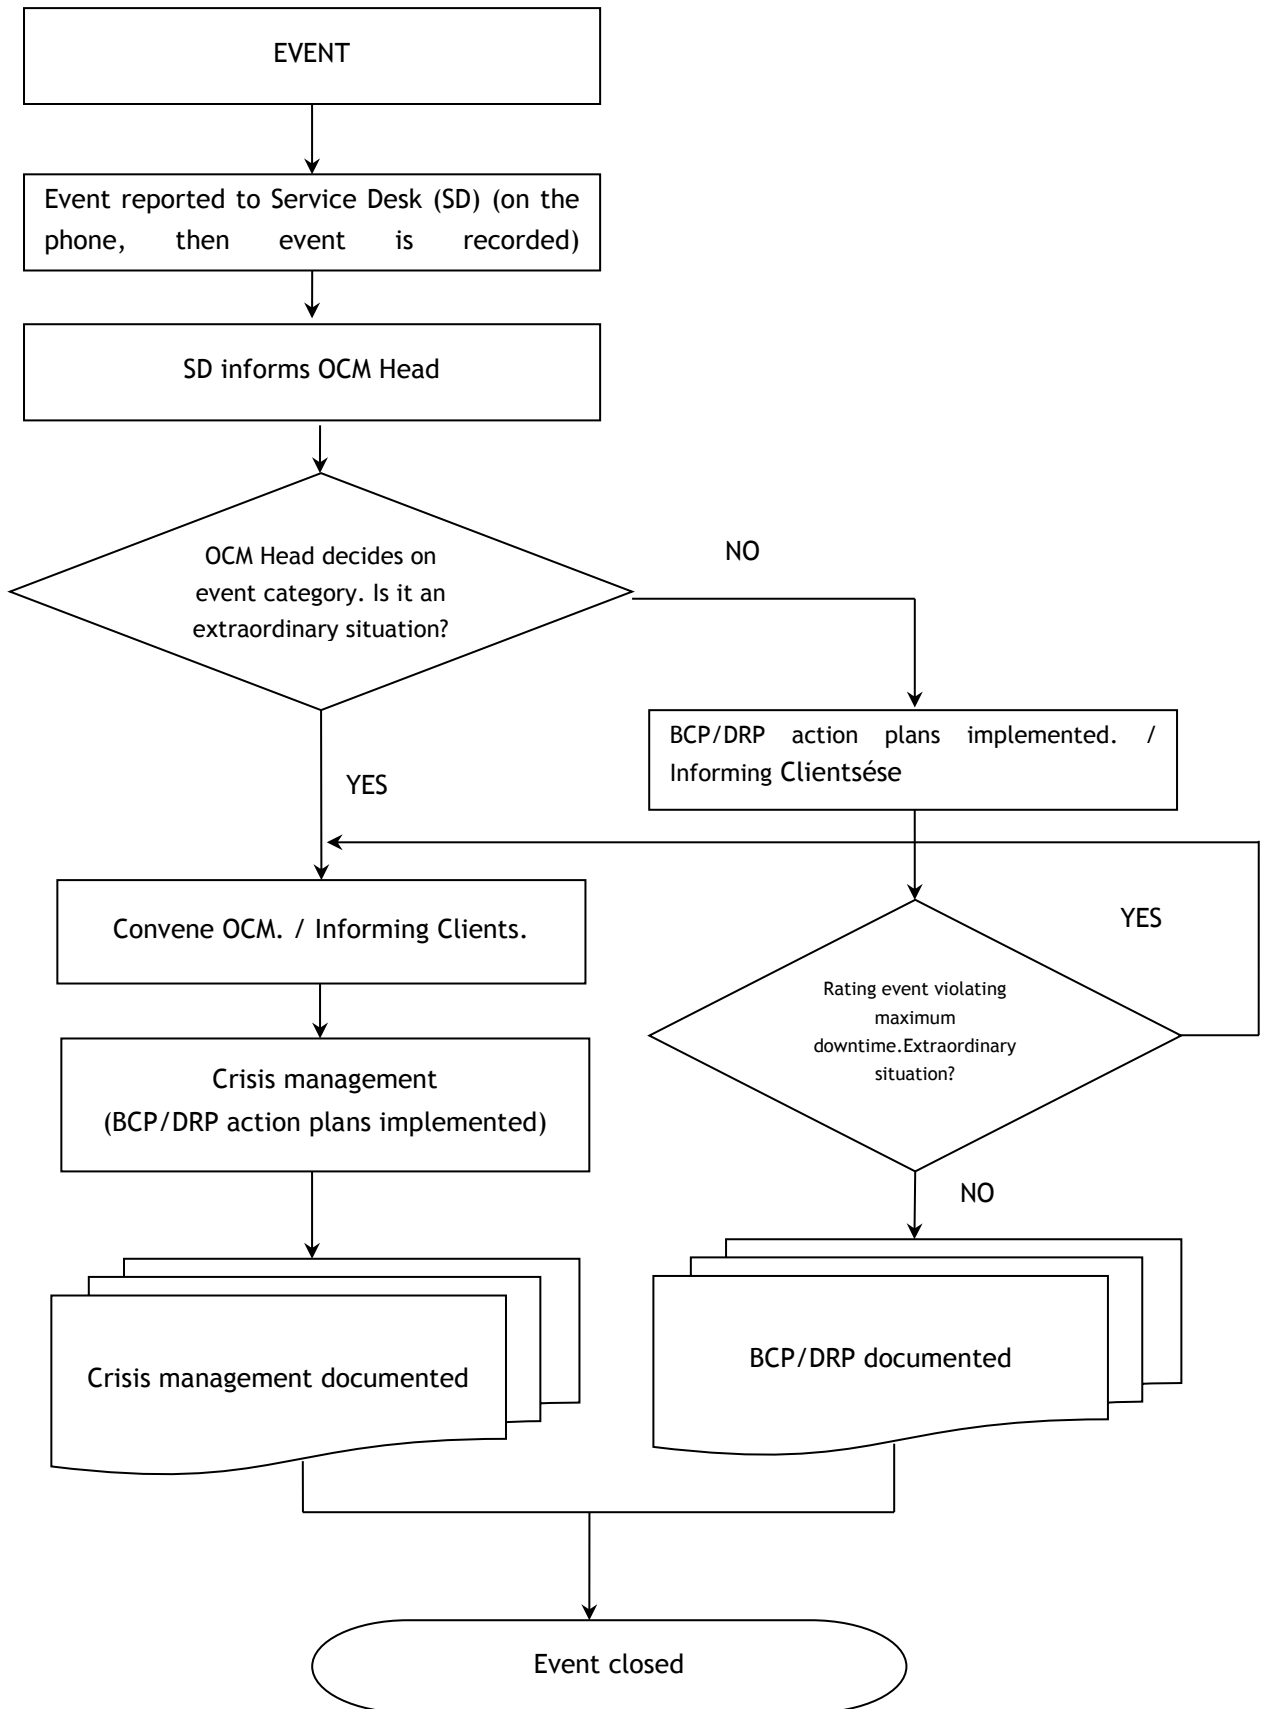 EVENT
Event reported to Service Desk (SD) (on the
phone, then event is recorded)
SD informs OCM Head
OCM Head decides on
event category. Is it an
extraordinary situation?
NO
BCP/DRP action plans implemented. /
Informing Clientsése
YES
Convene OCM. / Informing Clients.
YES
Rating event violating
maximum
downtime.Extraordinary
situation?
Crisis management
(BCP/DRP action plans implemented)
NO
Crisis management documented
BCP/DRP documented
Event closed